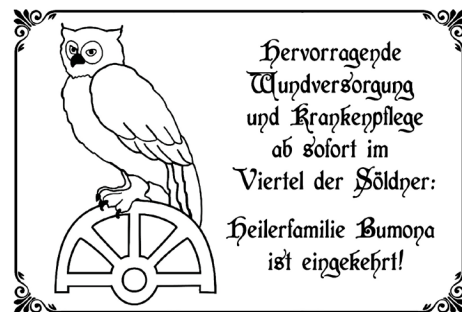 Hervorragende
Wundversorgung
und Krankenpflege
ab sofort im
Viertel der Söldner:
Heilerfamilie Bumona
ist eingekehrt!